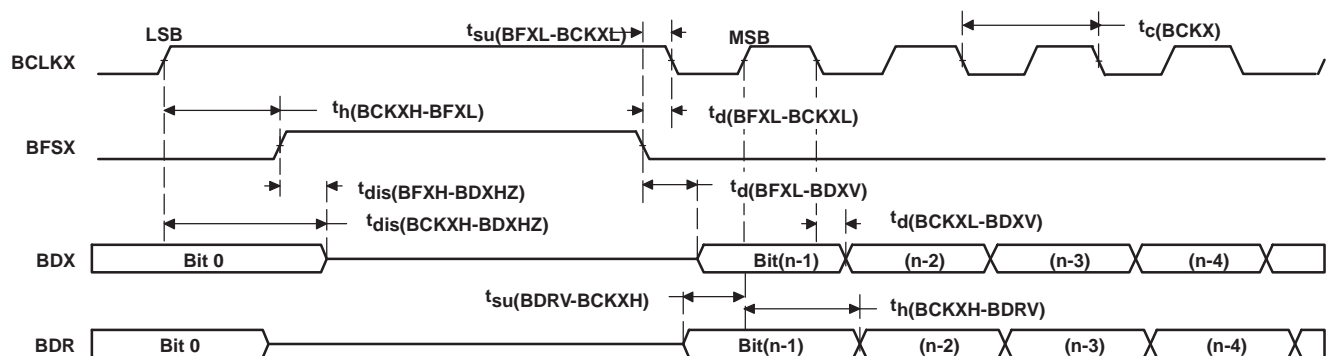 LSB
tsu(BFXL-BCKXL)
MSB
tc(BCKX)
BCLKX
th(BCKXH-BFXL)
td(BFXL-BCKXL)
BFSX
tdis(BFXH-BDXHZ)
td(BFXL-BDXV)
tdis(BCKXH-BDXHZ)
td(BCKXL-BDXV)
BDX Bit 0 Bit(n-1) (n-2) (n-3) (n-4)
tsu(BDRV-BCKXH)
th(BCKXH-BDRV)
BDR Bit 0 Bit(n-1) (n-2) (n-3) (n-4)